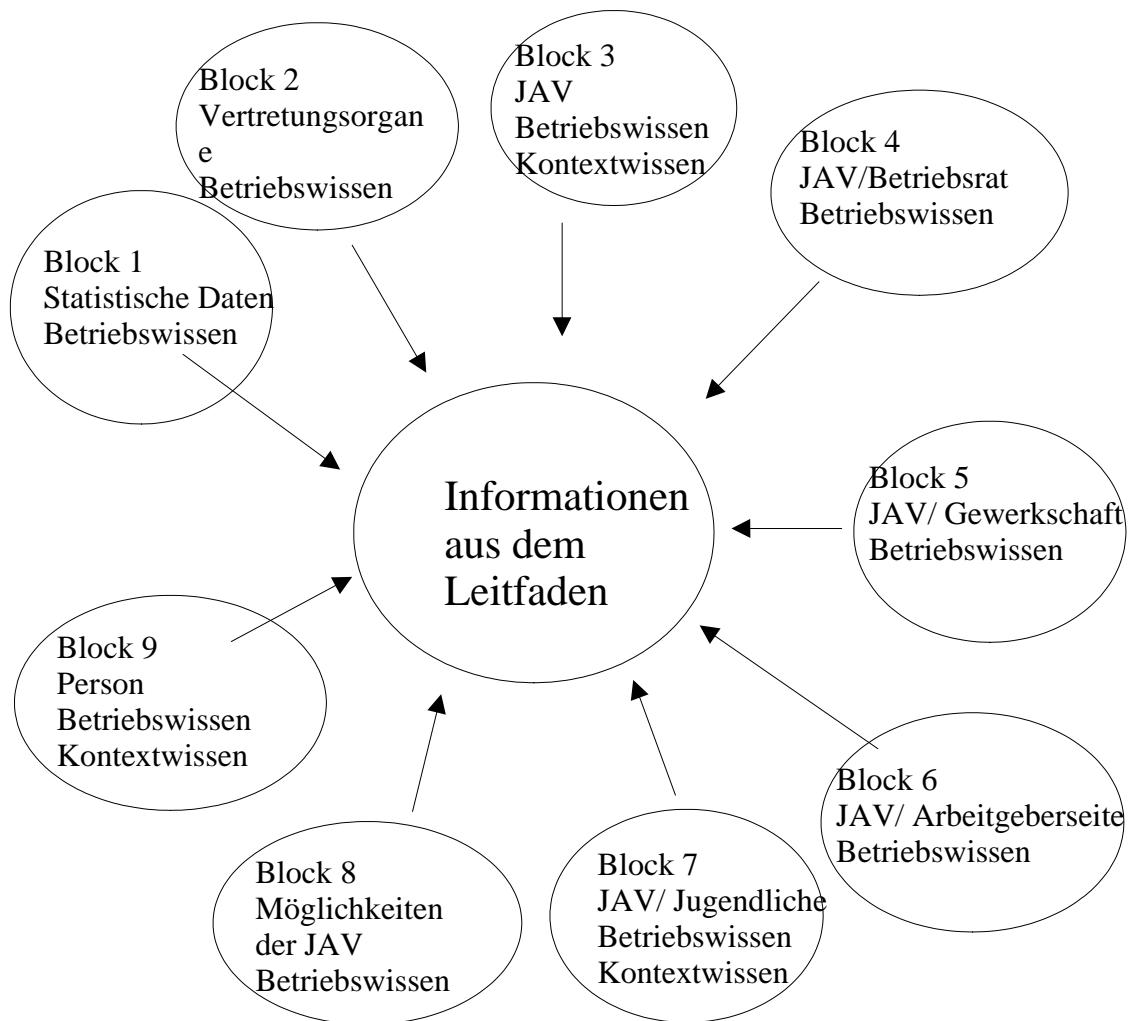 Block 1
Statistische Daten
Betriebswissen
Block 2
Vertretungsorgan
e
Betriebswissen
Block 3
JAV
Betriebswissen
Kontextwissen
Block 4
JAV/Betriebsrat
Betriebswissen
Block 5
JAV/ Gewerkschaft
Betriebswissen
Block 6
JAV/ Arbeitgeberseite
Betriebswissen
Block 7
JAV/ Jugendliche
Betriebswissen
Kontextwissen
Block 8
Möglichkeiten
der JAV
Betriebswissen
Block 9
Person
Betriebswissen
Kontextwissen
Informationen
aus dem
Leitfaden